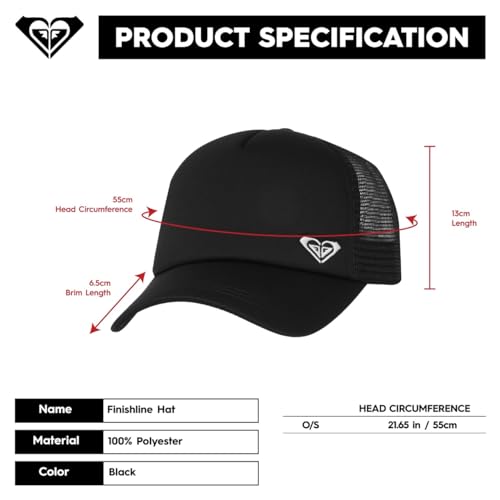 PRODUCT SPECIFICATION
55cm
Head Circumference
13cm
Length
6.5cm
Brim Length
Name Finishline Hat
Material 100% Polyester
Color Black
HEAD CIRCUMFERENCE
O/S 21.65 in / 55cm